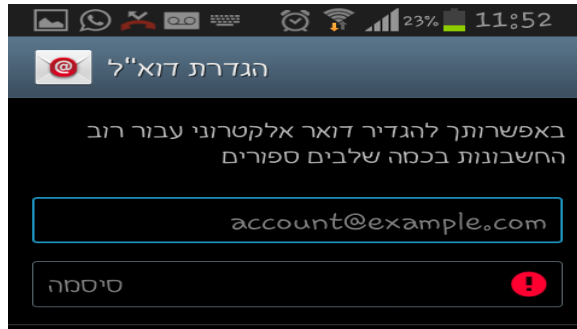 23% 11:52
הגדרת דוא"ל
באפשרותך להגדיר דואר אלקטרוני עבור רוב
החשבונות בכמה שלבים ספורים
account@example.com
סיסמה